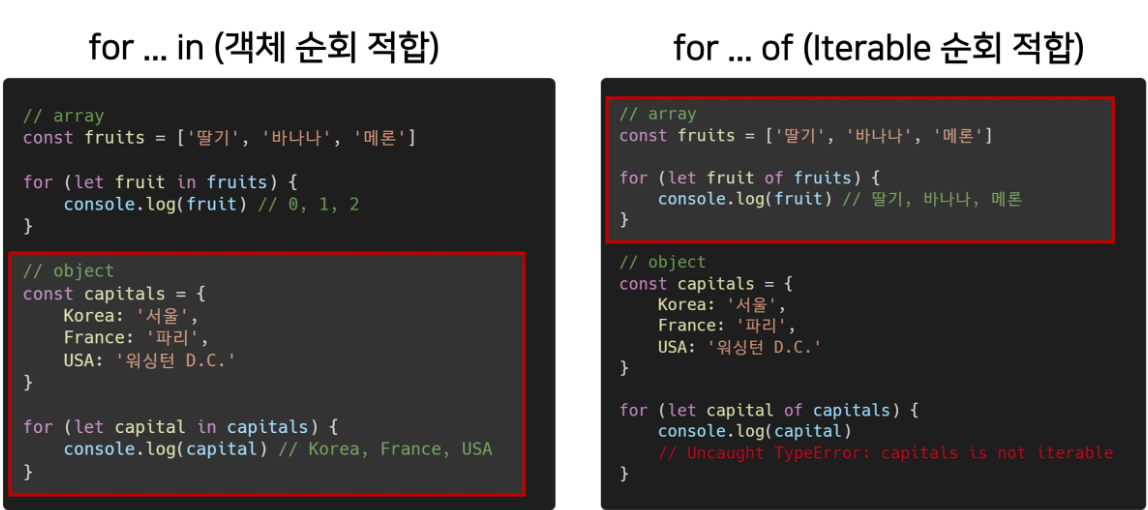 for ... in (객체 순회 적합)
// array
const fruits = ['딸기', '바나나', '메론']
for (let fruit in fruits) {
    console.log(fruit) // 0, 1, 2
}
// object
const capitals = {
    Korea: '서울',
    France: '파리',
    USA: '워싱턴 D.C.'
}
for (let capital in capitals) {
    console.log(capital) // Korea, France, USA
}
for ... of (Iterable 순회 적합)
// array
const fruits = ['딸기', '바나나', '메론']
for (let fruit of fruits) {
    console.log(fruit) // 딸기, 바나나, 메론
}
// object
const capitals = {
    Korea: '서울',
    France: '파리',
    USA: '워싱턴 D.C.'
}
for (let capital of capitals) {
    console.log(capital)
    // Uncaught TypeError: capitals is not iterable
}